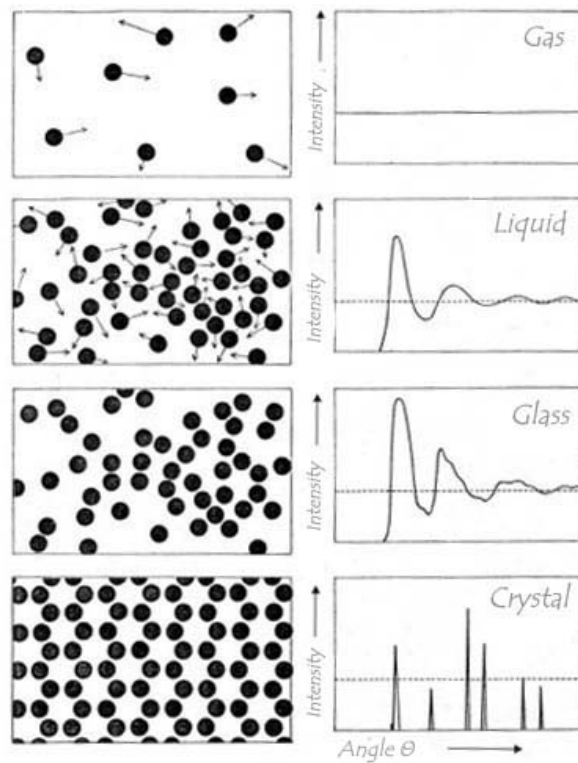 Gas
Intensity
Liquid
Intensity
Glass
Intensity
Crystal
Intensity
Angle Θ